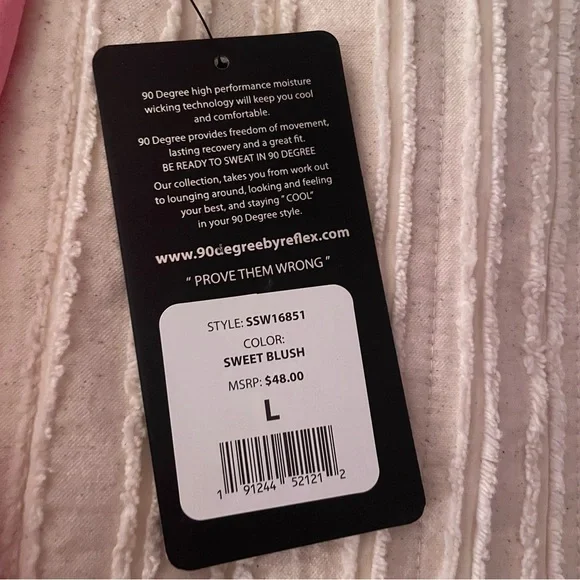 90 Degree high performance moisture
wicking technology will keep you cool
and comfortable.
90 Degree provides freedom of movement,
lasting recovery and a great fit.
BE READY TO SWEAT IN 90 DEGREE
Our collection, takes you from work out
to lounging around, looking and feeling
your best, and staying "COOL"
in your 90 Degree style.
www.90degreebyreflex.com
"PROVE THEM WRONG"
STYLE: SSW16851
COLOR:
SWEET BLUSH
MSRP: $48.00
L
1 91244 52121 2